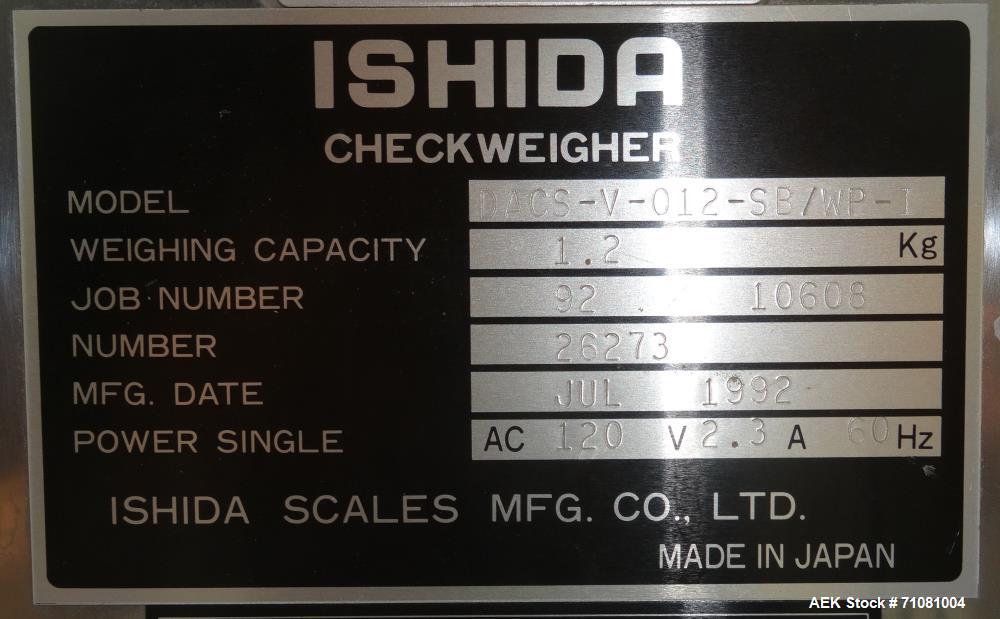 ISHIDA
CHECKWEIGHER
MODEL DACS-V-012-SB/WP-I
WEIGHING CAPACITY 1.2 Kg
JOB NUMBER 92 . 10608
NUMBER 26273
MFG. DATE JUL 1992
POWER SINGLE AC 120 V 2.3 A 60 Hz
ISHIDA SCALES MFG. CO., LTD.
MADE IN JAPAN
AEK Stock # 71081004